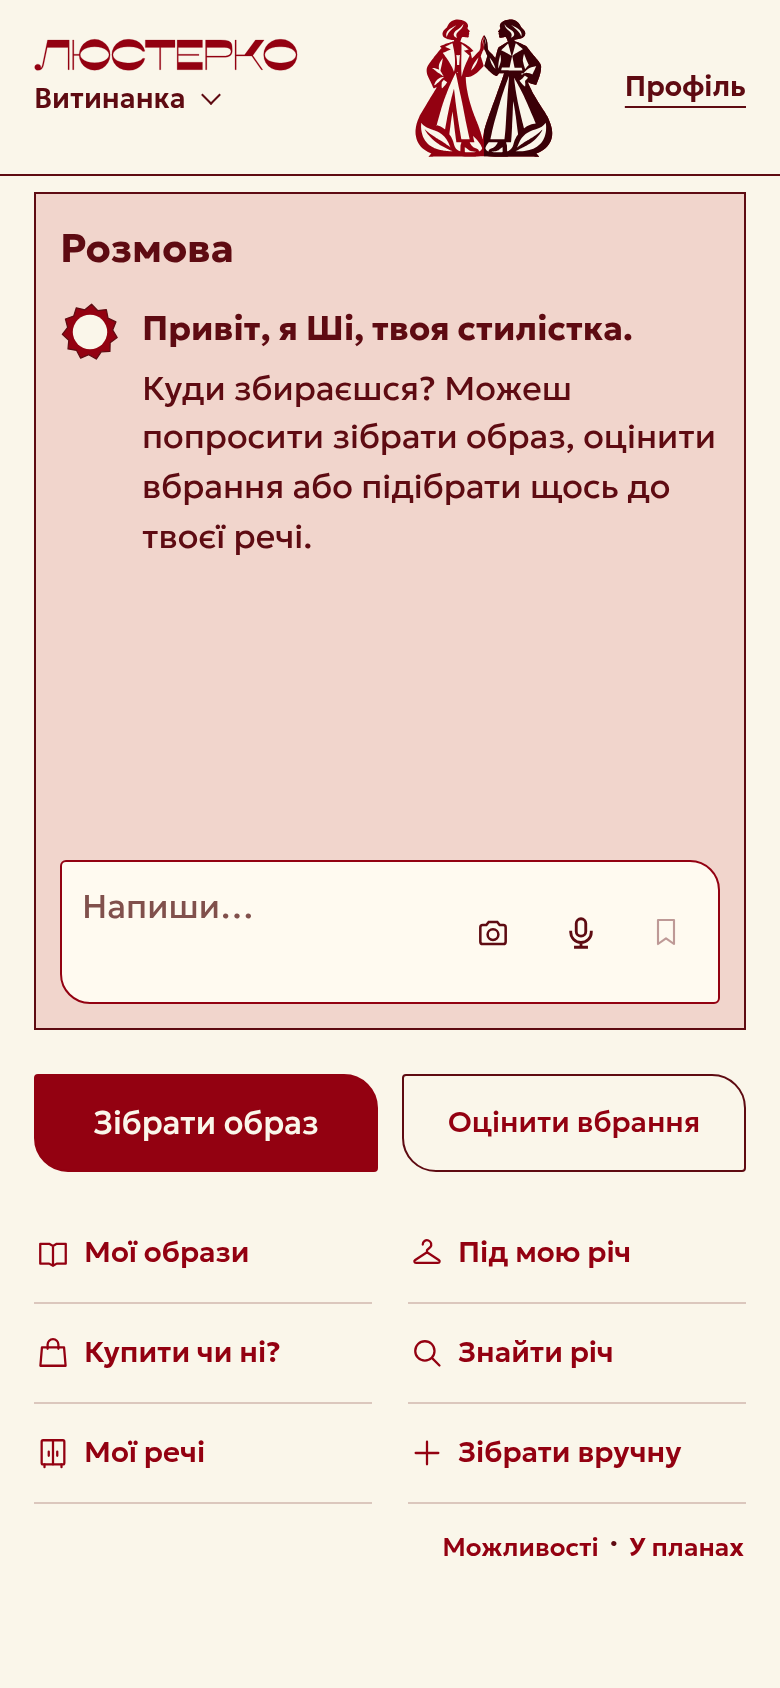 ЛЮСТЕРКО
Витинанка
Профіль
Розмова
Привіт, я Ші, твоя стилістка.
Куди збираєшся? Можеш
попросити зібрати образ, оцінити
вбрання або підібрати щось до
твоєї речі.
Напиши...
Зібрати образ
Оцінити вбрання
Мої образи
Під мою річ
Купити чи ні?
Знайти річ
Мої речі
Зібрати вручну
Можливості · У планах